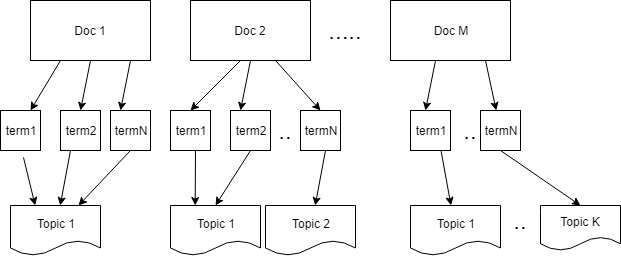 Doc 1 Doc 2 ..... Doc M
term1 term2 termN term1 term2 .. termN term1 .. termN
Topic 1 Topic 1 Topic 2 Topic 1 .. Topic K